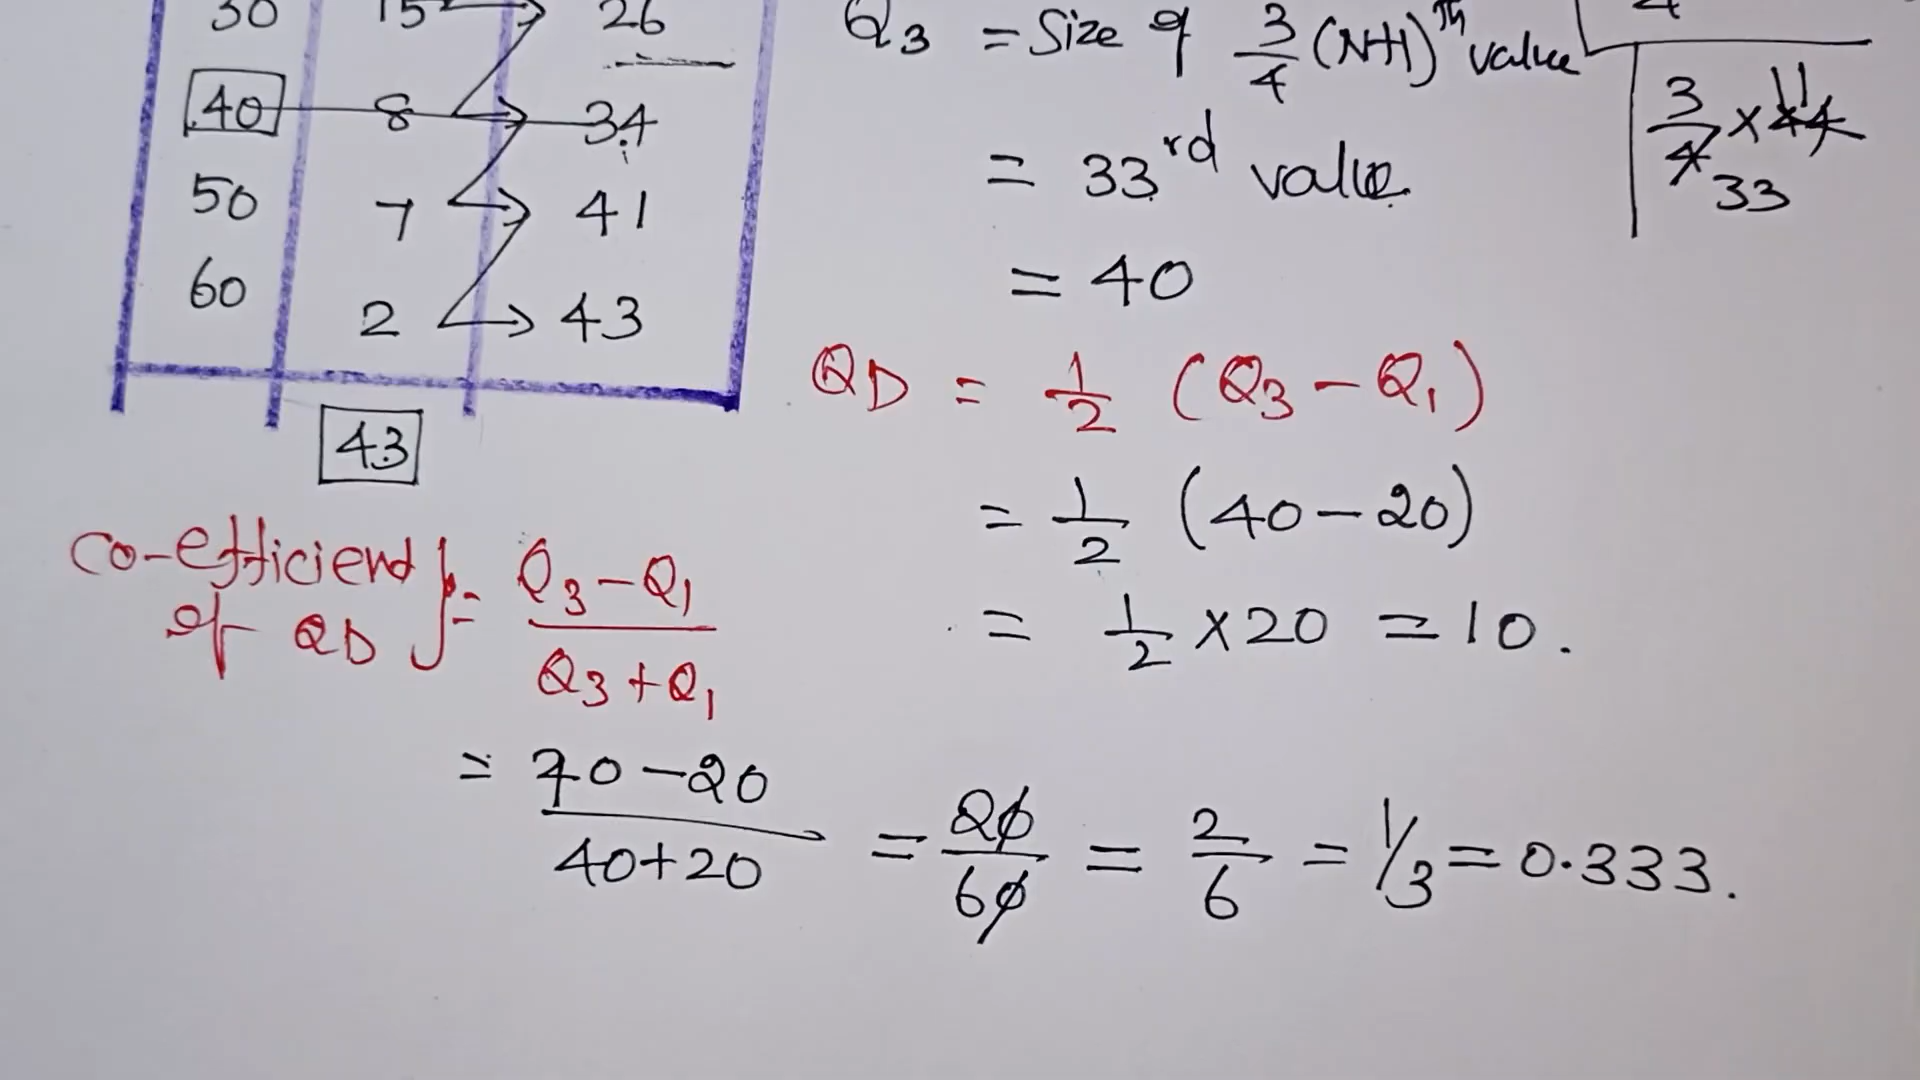 30 15 26
40 8 34
50 7 41
60 2 43
43
Q3 = Size of 3/4 (N+1)th value
= 33rd value
= 40
3/4 × 44 11
33
QD = 1/2 (Q3 – Q1)
= 1/2 (40 – 20)
= 1/2 × 20 = 10.
Co-efficient of QD } = Q3 – Q1 / Q3 + Q1
= 40 – 20 / 40 + 20 = 20/60 = 2/6 = 1/3 = 0.333.